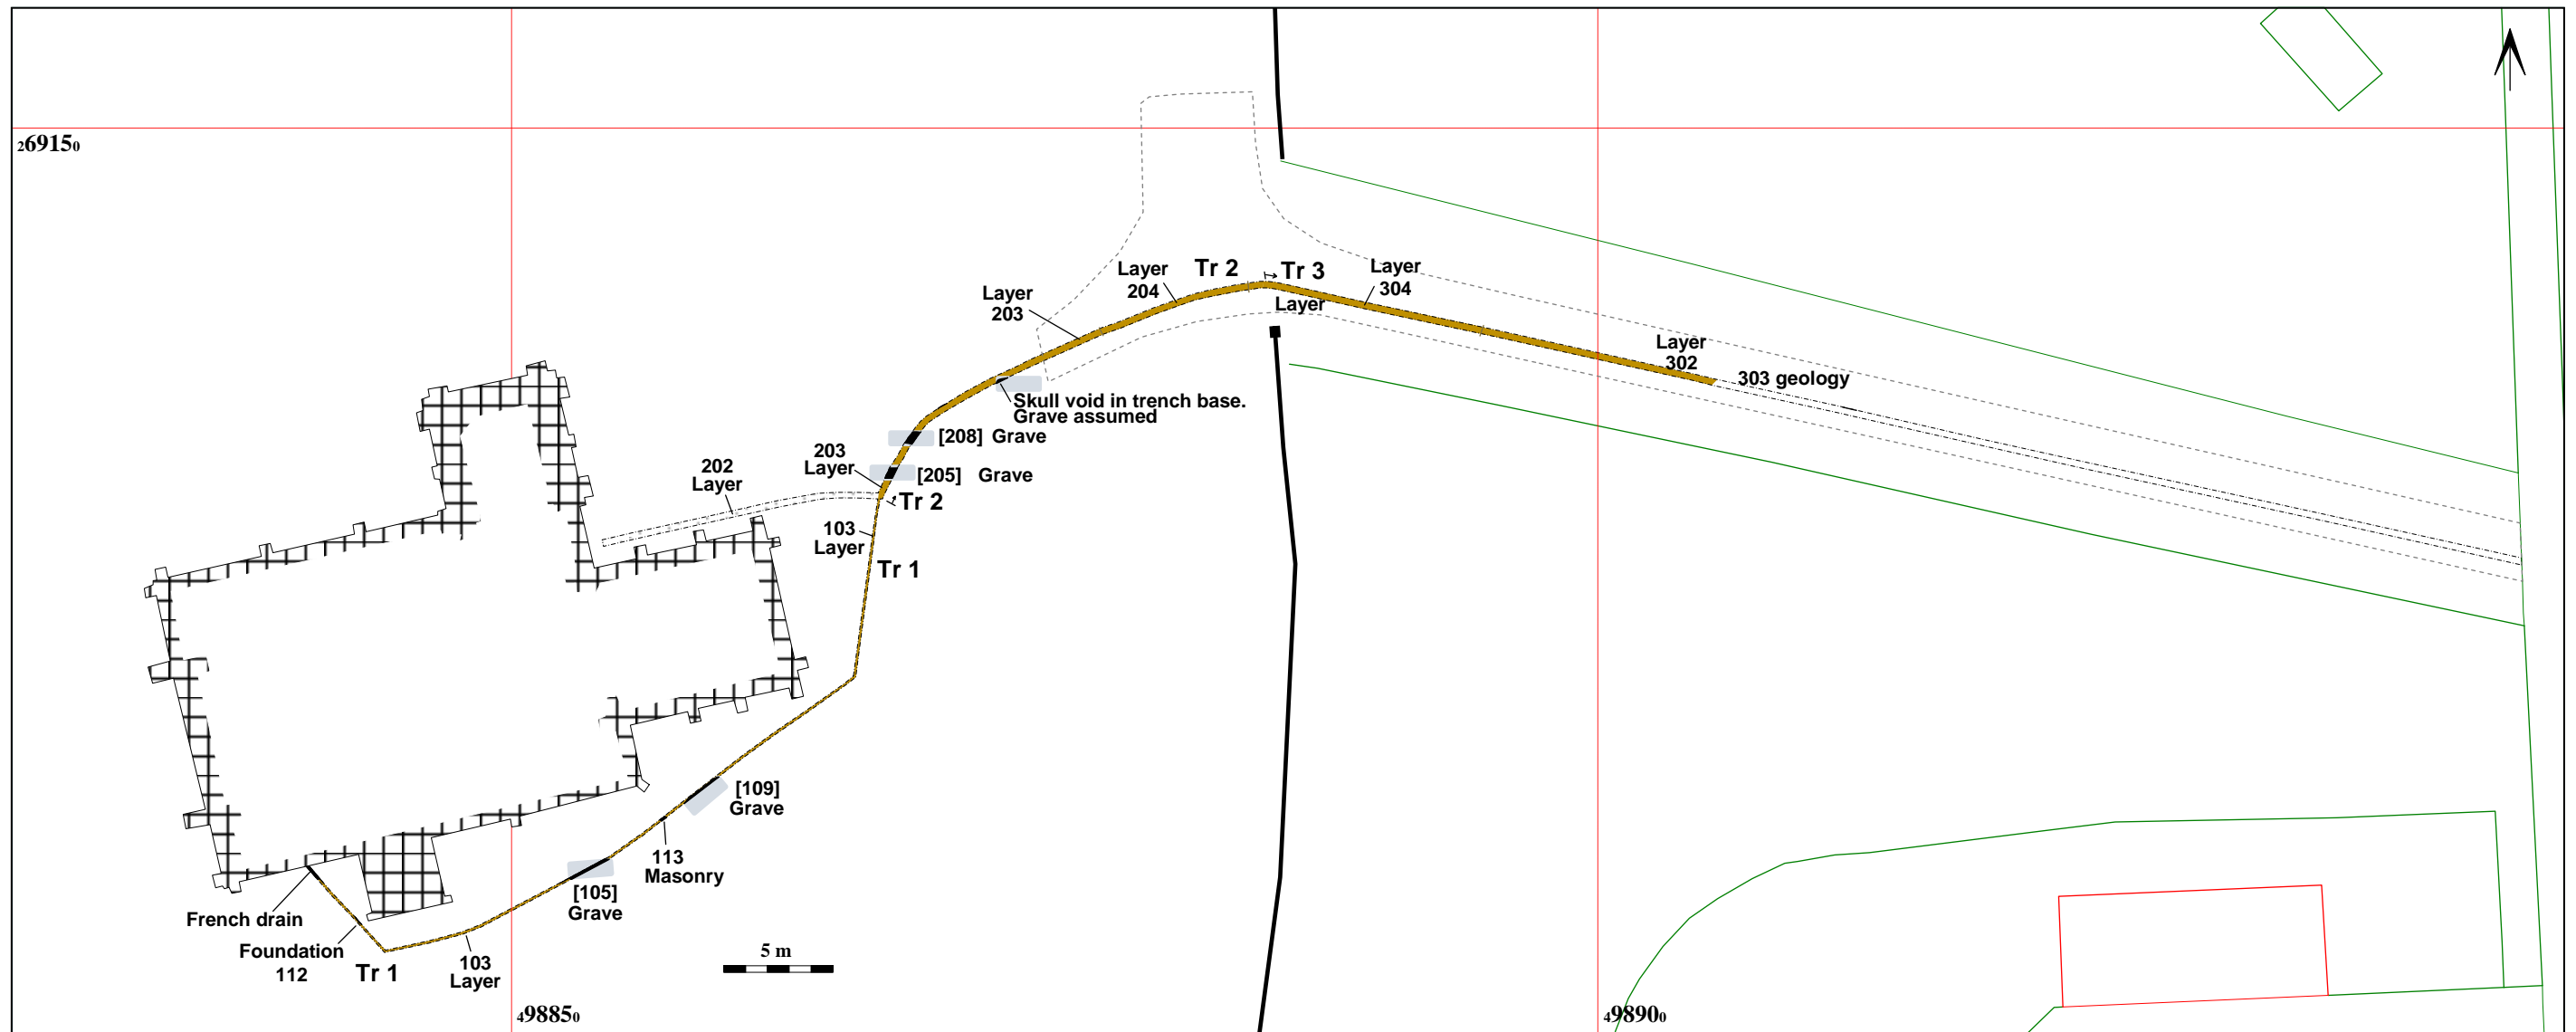 269150
Layer
204
Tr 2
Tr 3
Layer
304
Layer
203
Layer
Layer
302
303 geology
Skull void in trench base.
Grave assumed
[208] Grave
203
Layer
[205] Grave
202
Layer
Tr 2
103
Layer
Tr 1
[109]
Grave
113
Masonry
[105]
Grave
French drain
Foundation
112
Tr 1
103
Layer
5 m
498850
498900